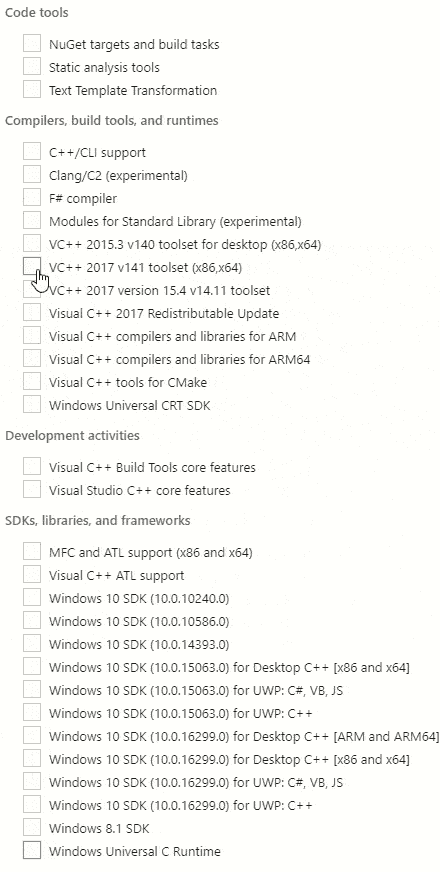 Code tools
NuGet targets and build tasks
Static analysis tools
Text Template Transformation
Compilers, build tools, and runtimes
C++/CLI support
Clang/C2 (experimental)
F# compiler
Modules for Standard Library (experimental)
VC++ 2015.3 v140 toolset for desktop (x86,x64)
VC++ 2017 v141 toolset (x86,x64)
VC++ 2017 version 15.4 v14.11 toolset
Visual C++ 2017 Redistributable Update
Visual C++ compilers and libraries for ARM
Visual C++ compilers and libraries for ARM64
Visual C++ tools for CMake
Windows Universal CRT SDK
Development activities
Visual C++ Build Tools core features
Visual Studio C++ core features
SDKs, libraries, and frameworks
MFC and ATL support (x86 and x64)
Visual C++ ATL support
Windows 10 SDK (10.0.10240.0)
Windows 10 SDK (10.0.10586.0)
Windows 10 SDK (10.0.14393.0)
Windows 10 SDK (10.0.15063.0) for Desktop C++ [x86 and x64]
Windows 10 SDK (10.0.15063.0) for UWP: C#, VB, JS
Windows 10 SDK (10.0.15063.0) for UWP: C++
Windows 10 SDK (10.0.16299.0) for Desktop C++ [ARM and ARM64]
Windows 10 SDK (10.0.16299.0) for Desktop C++ [x86 and x64]
Windows 10 SDK (10.0.16299.0) for UWP: C#, VB, JS
Windows 10 SDK (10.0.16299.0) for UWP: C++
Windows 8.1 SDK
Windows Universal C Runtime